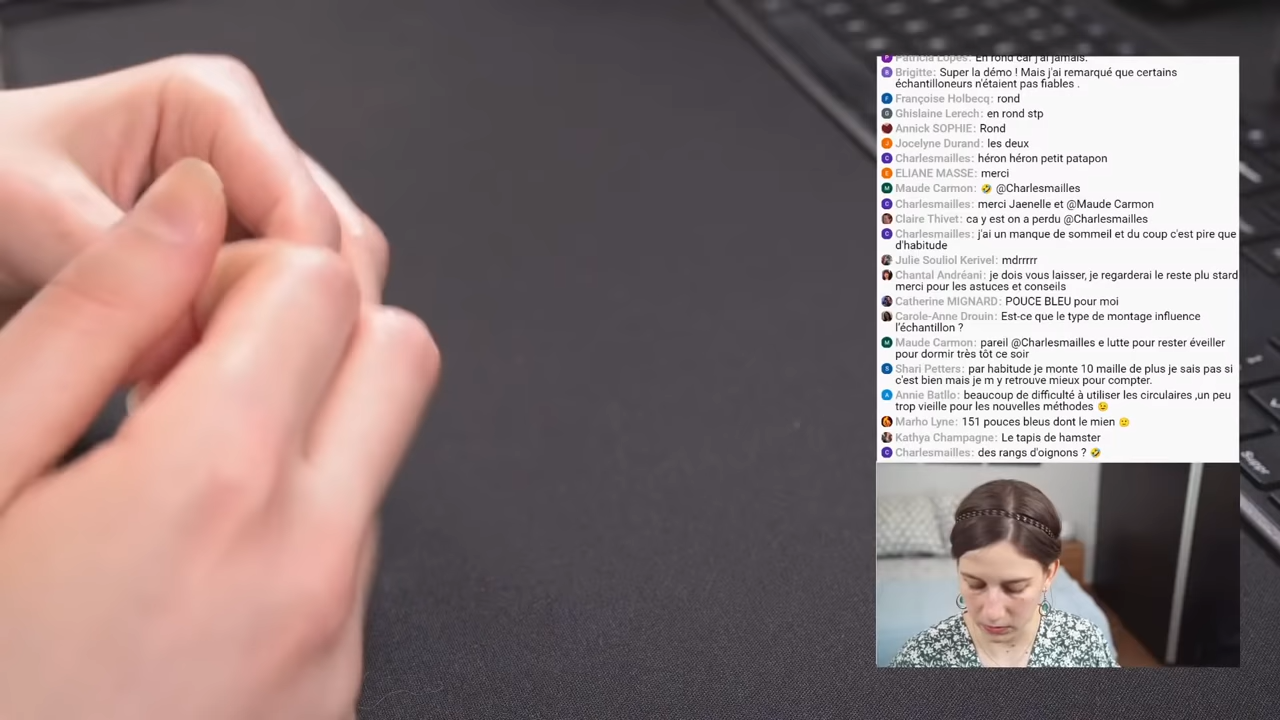 Patricia Lopes: En rond car j'ai jamais.
Brigitte: Super la démo ! Mais j'ai remarqué que certains
échantilloneurs n'étaient pas fiables .
Françoise Holbecq: rond
Ghislaine Lerech: en rond stp
Annick SOPHIE: Rond
Jocelyne Durand: les deux
Charlesmailles: héron héron petit patapon
ELIANE MASSE: merci
Maude Carmon: 🤣 @Charlesmailles
Charlesmailles: merci Jaenelle et @Maude Carmon
Claire Thivet: ca y est on a perdu @Charlesmailles
Charlesmailles: j'ai un manque de sommeil et du coup c'est pire que
d'habitude
Julie Souliol Kerivel: mdrrrrr
Chantal Andréani: je dois vous laisser, je regarderai le reste plu stard
merci pour les astuces et conseils
Catherine MIGNARD: POUCE BLEU pour moi
Carole-Anne Drouin: Est-ce que le type de montage influence
l'échantillon ?
Maude Carmon: pareil @Charlesmailles e lutte pour rester éveiller
pour dormir très tôt ce soir
Shari Petters: par habitude je monte 10 maille de plus je sais pas si
c'est bien mais je m y retrouve mieux pour compter.
Annie Batllo: beaucoup de difficulté à utiliser les circulaires ,un peu
trop vieille pour les nouvelles méthodes 😉
Marho Lyne: 151 pouces bleus dont le mien 🙂
Kathya Champagne: Le tapis de hamster
Charlesmailles: des rangs d'oignons ? 🤣
Suppr